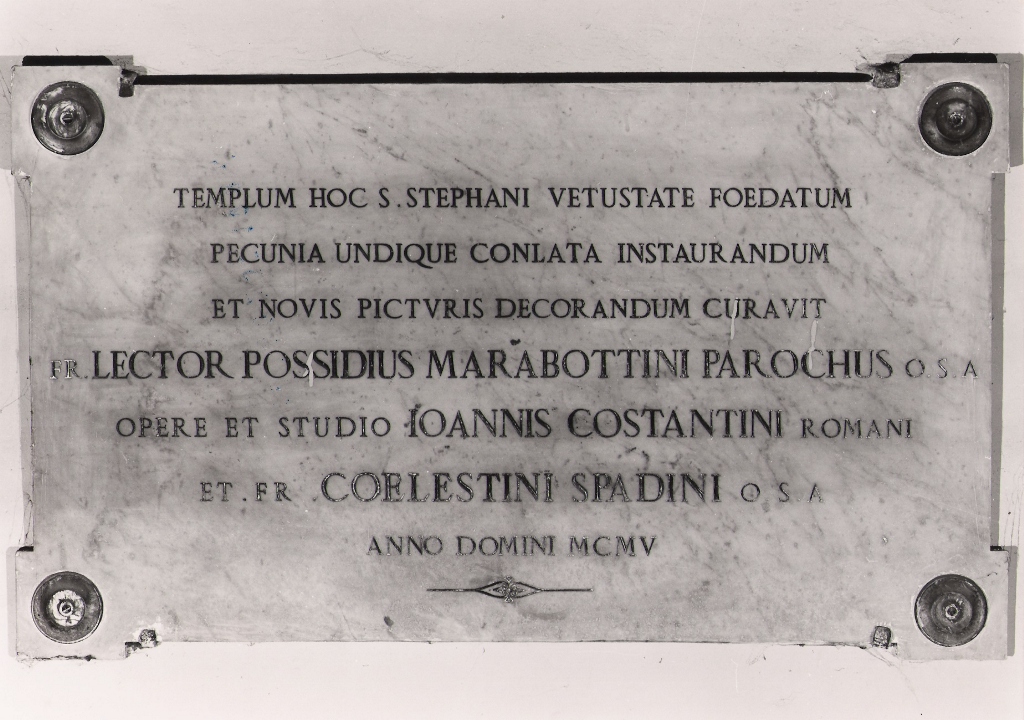 TEMPLUM HOC S. STEPHANI VETUSTATE FOEDATUM
PECUNIA UNDIQUE CONLATA INSTAURANDUM
ET NOVIS PICTVRIS DECORANDUM CURAVIT
FR. LECTOR POSSIDIUS MARABOTTINI PAROCHUS O.S.A
OPERE ET STUDIO IOANNIS COSTANTINI ROMANI
ET. FR. COELESTINI SPADINI O S A
ANNO DOMINI MCMV